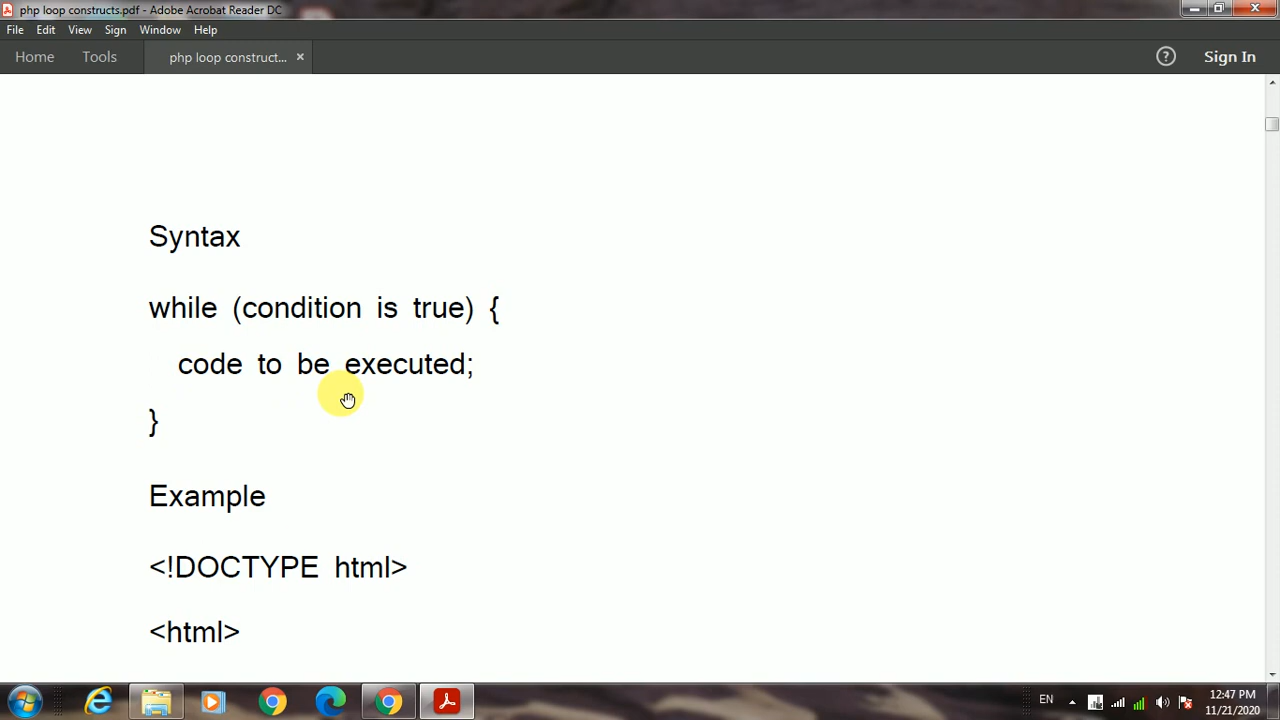 php loop constructs.pdf - Adobe Acrobat Reader DC
File Edit View Sign Window Help
Home Tools php loop construct... × ? Sign In
Syntax
while (condition is true) {
code to be executed;
}
Example
<!DOCTYPE html>
<html>
EN 12:47 PM
11/21/2020